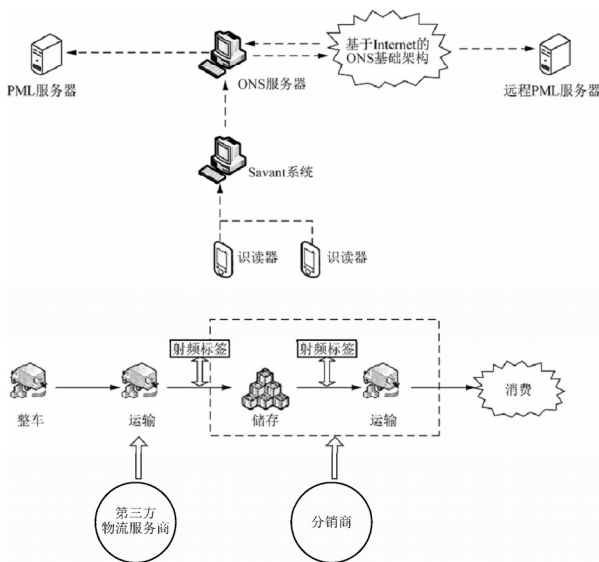 基于Internet的
ONS基础架构
PML服务器
ONS服务器
远程PML服务器
Savant系统
识读器
识读器
射频标签
射频标签
整车
运输
储存
运输
消费
第三方
物流服务商
分销商